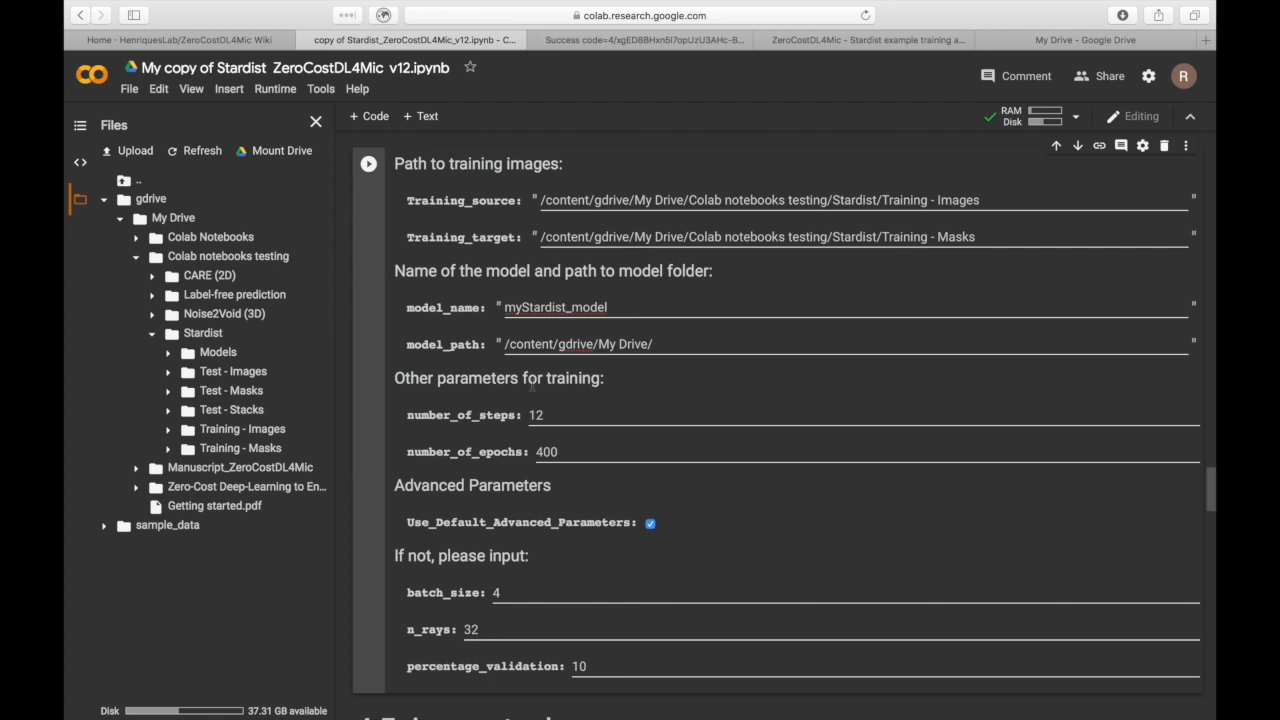 colab.research.google.com
Home · HenriquesLab/ZeroCostDL4Mic Wiki
copy of Stardist_ZeroCostDL4Mic_v12.ipynb - C...
Success code=4/xgED8BHxn5I7opUzU3AHc-B...
ZeroCostDL4Mic - Stardist example training a...
My Drive - Google Drive
My copy of Stardist ZeroCostDL4Mic v12.ipynb
Comment
Share
R
File Edit View Insert Runtime Tools Help
Files
+ Code + Text
RAM
Disk
Editing
Upload Refresh Mount Drive
..
gdrive
My Drive
Colab Notebooks
Colab notebooks testing
CARE (2D)
Label-free prediction
Noise2Void (3D)
Stardist
Models
Test - Images
Test - Masks
Test - Stacks
Training - Images
Training - Masks
Manuscript_ZeroCostDL4Mic
Zero-Cost Deep-Learning to En...
Getting started.pdf
sample_data
Disk 37.31 GB available
Path to training images:
Training_source: " /content/gdrive/My Drive/Colab notebooks testing/Stardist/Training - Images "
Training_target: " /content/gdrive/My Drive/Colab notebooks testing/Stardist/Training - Masks "
Name of the model and path to model folder:
model_name: " myStardist_model "
model_path: " /content/gdrive/My Drive/ "
Other parameters for training:
number_of_steps: 12
number_of_epochs: 400
Advanced Parameters
Use_Default_Advanced_Parameters:
If not, please input:
batch_size: 4
n_rays: 32
percentage_validation: 10